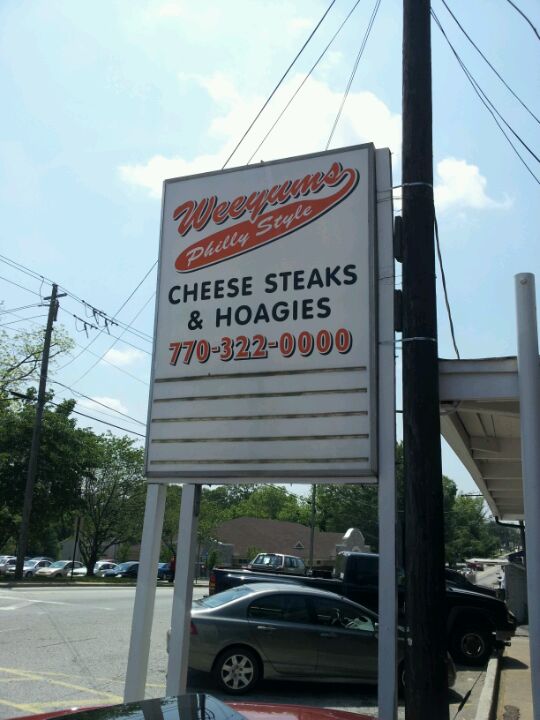 Weeyums
Philly Style
CHEESE STEAKS
& HOAGIES
770-322-0000